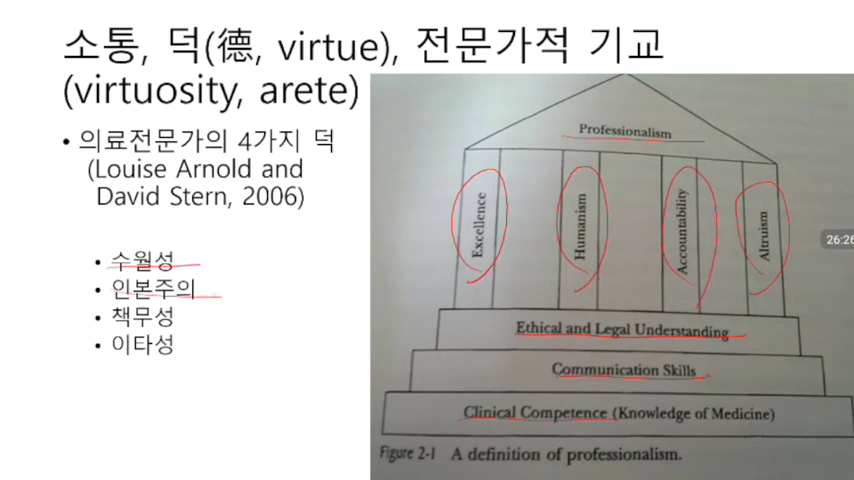 소통, 덕(德, virtue), 전문가적 기교
(virtuosity, arete)
• 의료전문가의 4가지 덕
(Louise Arnold and
David Stern, 2006)
• 수월성
• 인본주의
• 책무성
• 이타성
Professionalism
Excellence
Humanism
Accountability
Altruism
Ethical and Legal Understanding
Communication Skills
Clinical Competence (Knowledge of Medicine)
Figure 2-1 A definition of professionalism.
26:26